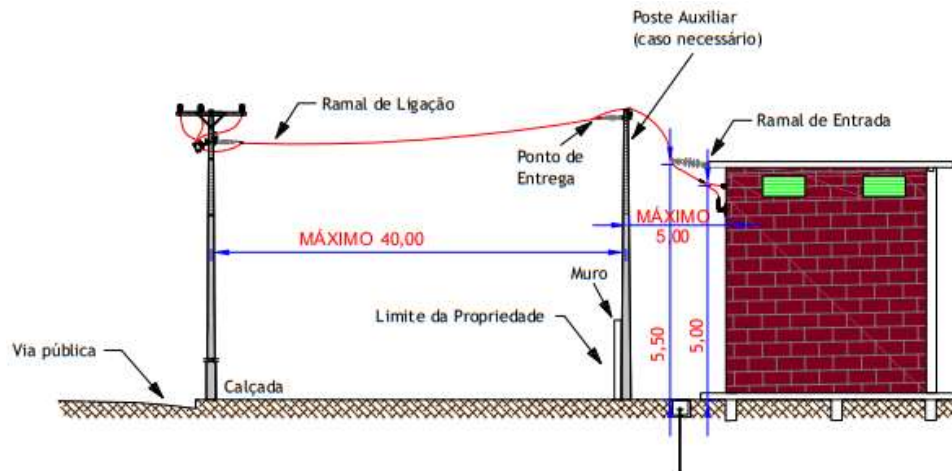 Poste Auxiliar
(caso necessário)
Ramal de Ligação
Ramal de Entrada
Ponto de
Entrega
MÁXIMO
5,00
MÁXIMO 40,00
Muro
Limite da Propriedade
5,50
5,00
Via pública
Calçada